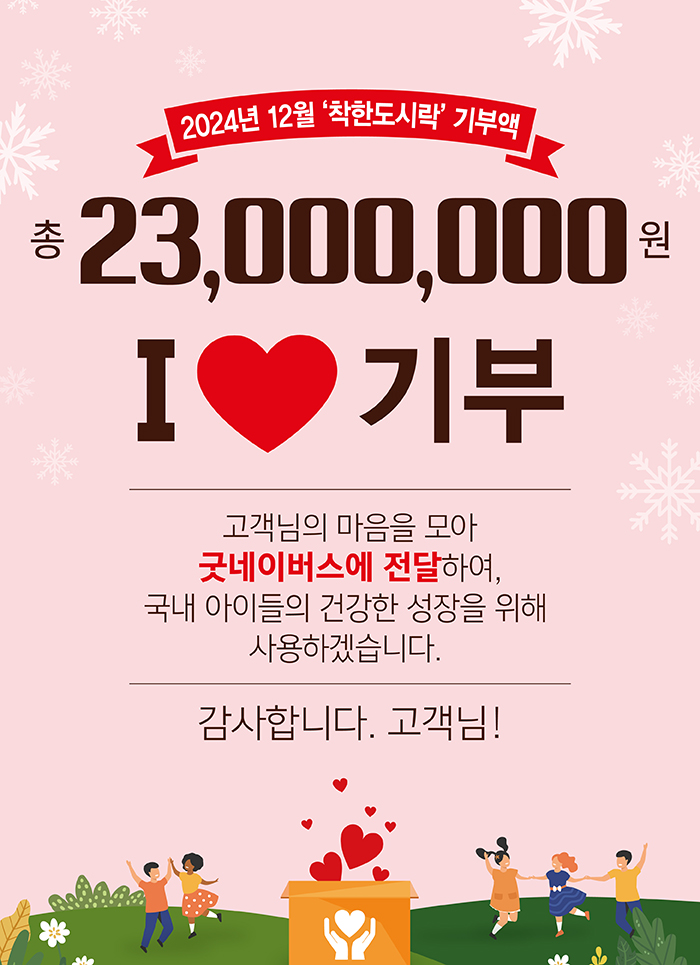 2024년 12월 ‘착한도시락’ 기부액
총 23,000,000 원
I ♥ 기부
고객님의 마음을 모아
굿네이버스에 전달하여,
국내 아이들의 건강한 성장을 위해
사용하겠습니다.
감사합니다. 고객님!